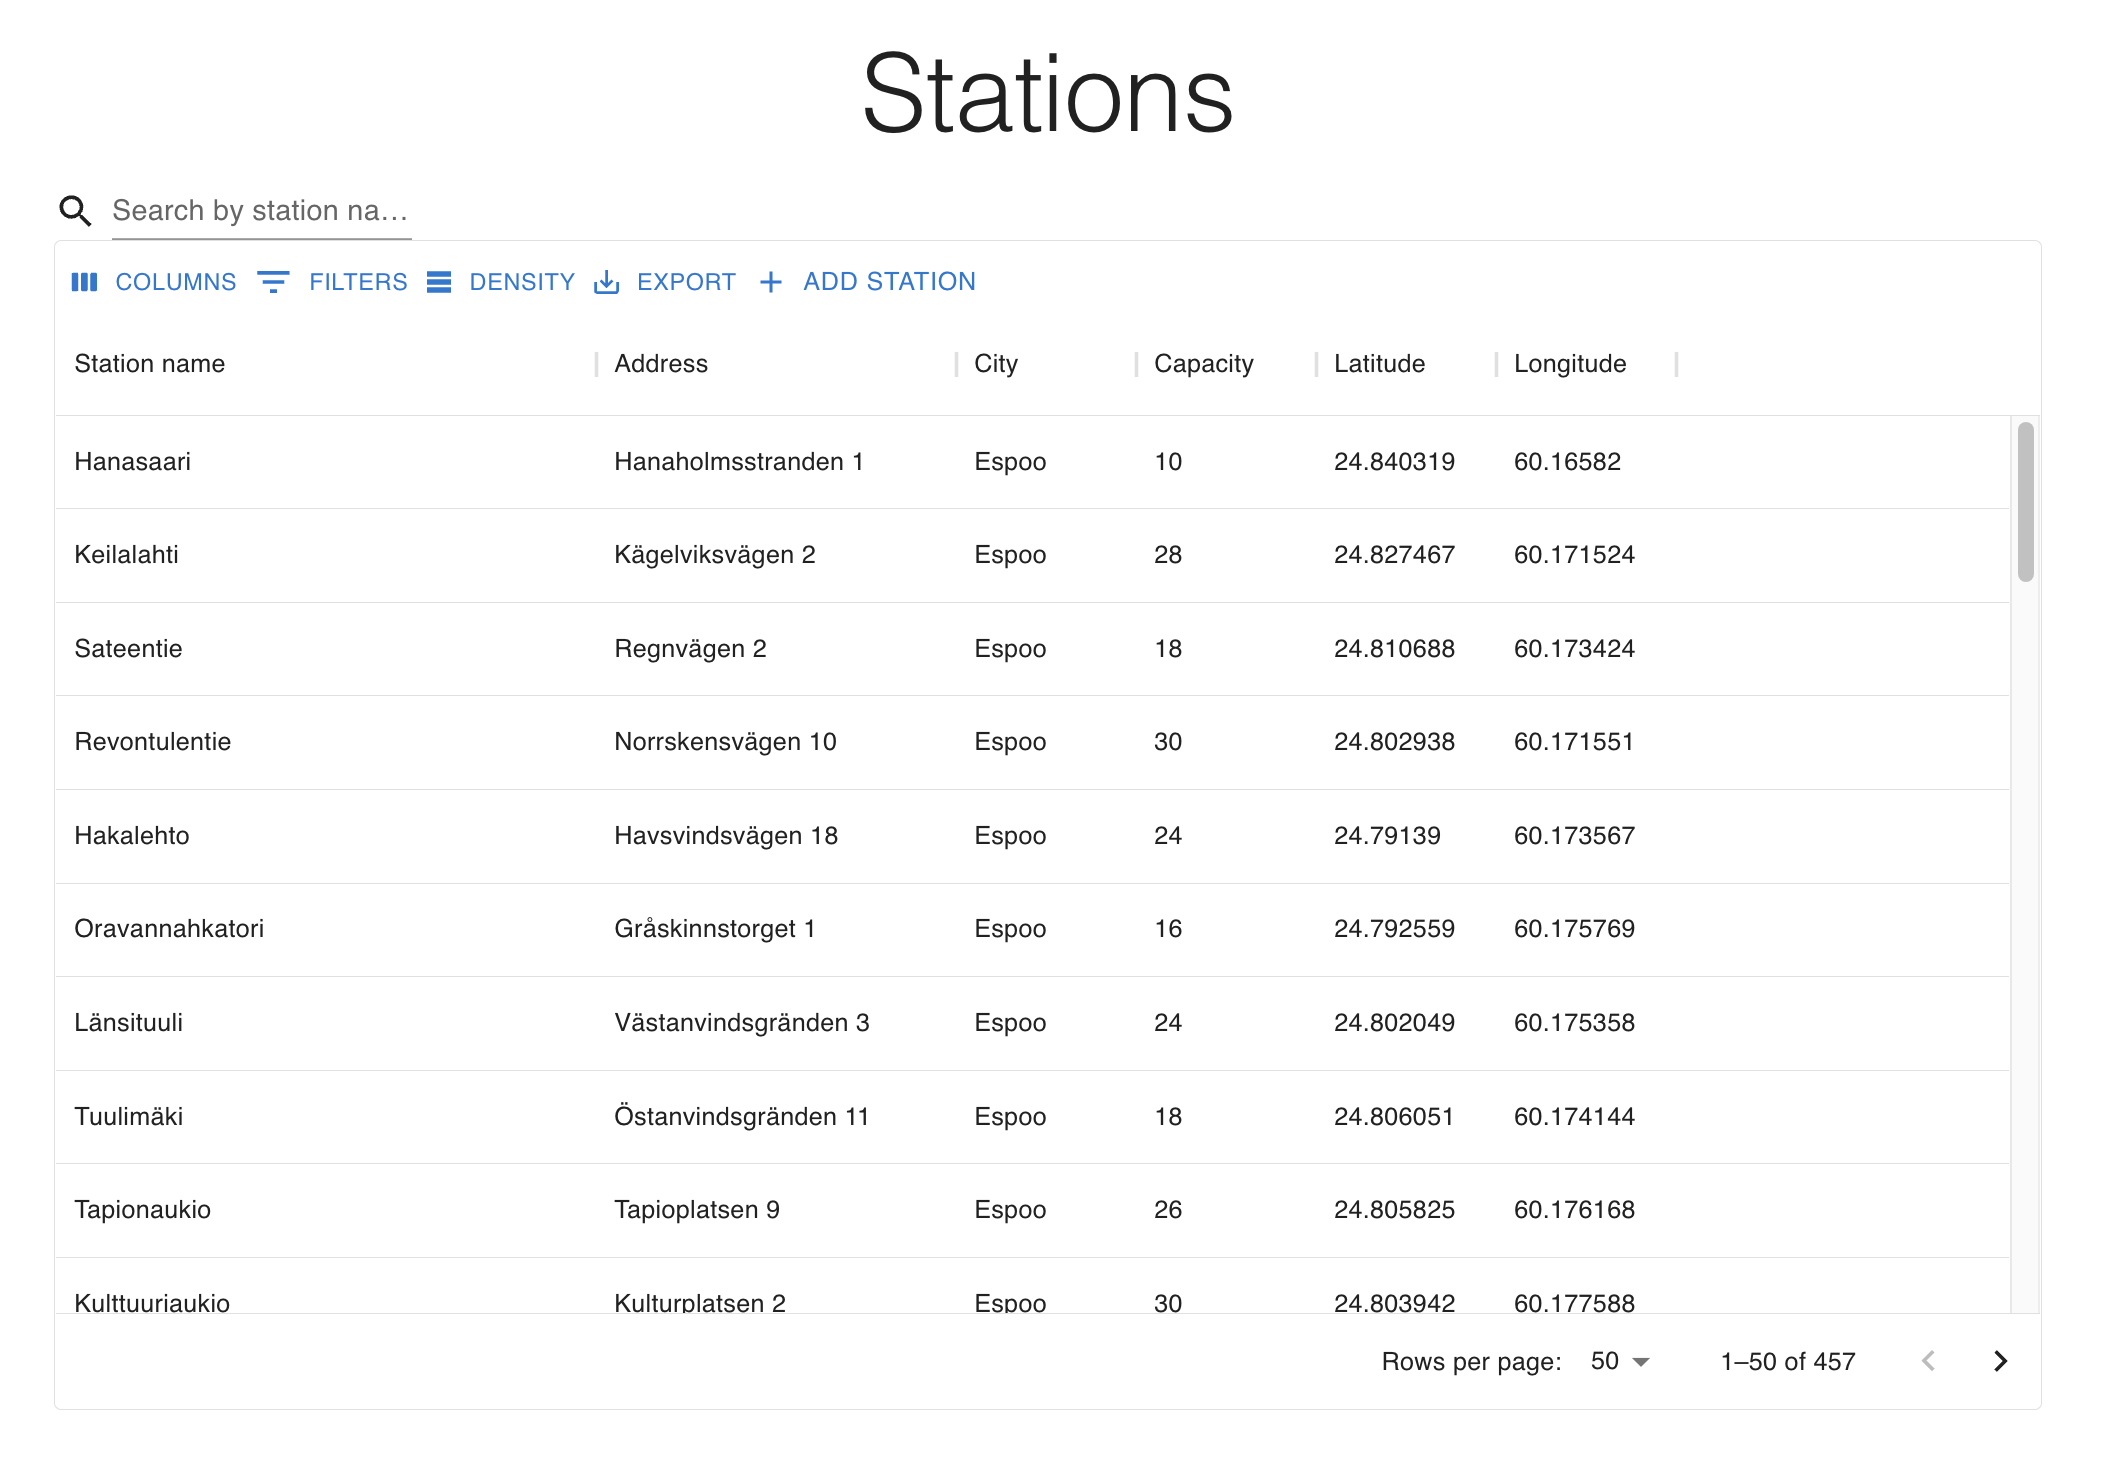 Stations
Search by station na…
COLUMNS FILTERS DENSITY EXPORT ADD STATION
Station name Address City Capacity Latitude Longitude
Hanasaari Hanaholmsstranden 1 Espoo 10 24.840319 60.16582
Keilalahti Kägelviksvägen 2 Espoo 28 24.827467 60.171524
Sateentie Regnvägen 2 Espoo 18 24.810688 60.173424
Revontulentie Norrskensvägen 10 Espoo 30 24.802938 60.171551
Hakalehto Havsvindsvägen 18 Espoo 24 24.79139 60.173567
Oravannahkatori Gråskinnstorget 1 Espoo 16 24.792559 60.175769
Länsituuli Västanvindsgränden 3 Espoo 24 24.802049 60.175358
Tuulimäki Östanvindsgränden 11 Espoo 18 24.806051 60.174144
Tapionaukio Tapioplatsen 9 Espoo 26 24.805825 60.176168
Kulttuuriaukio Kulturplatsen 2 Espoo 30 24.803942 60.177588
Rows per page: 50 1–50 of 457